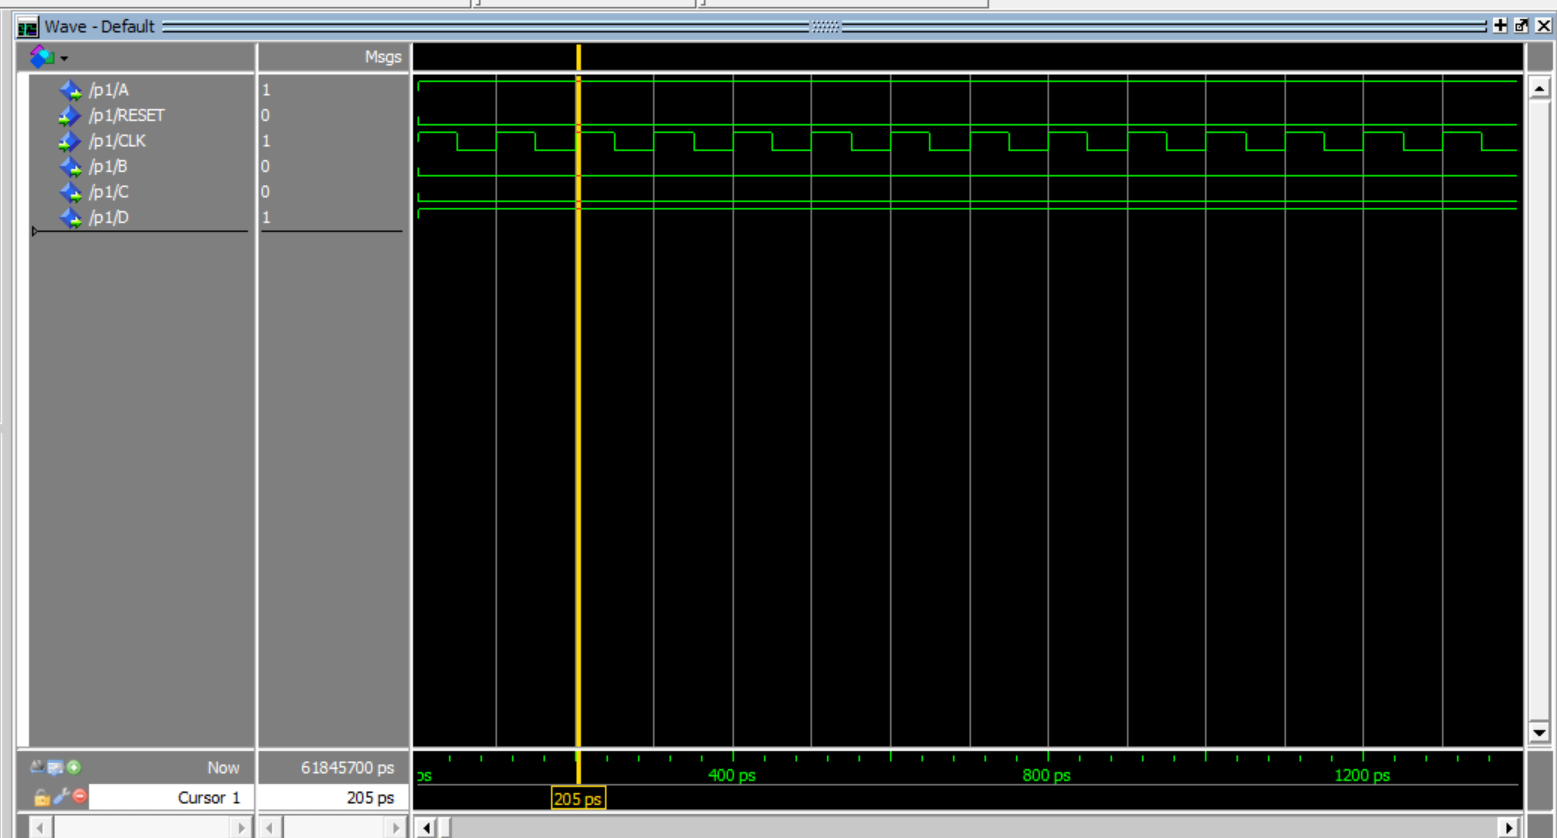 Wave - Default
Msgs
/p1/A 1
/p1/RESET 0
/p1/CLK 1
/p1/B 0
/p1/C 0
/p1/D 1
Now 61845700 ps
ps 400 ps 800 ps 1200 ps
Cursor 1 205 ps
205 ps